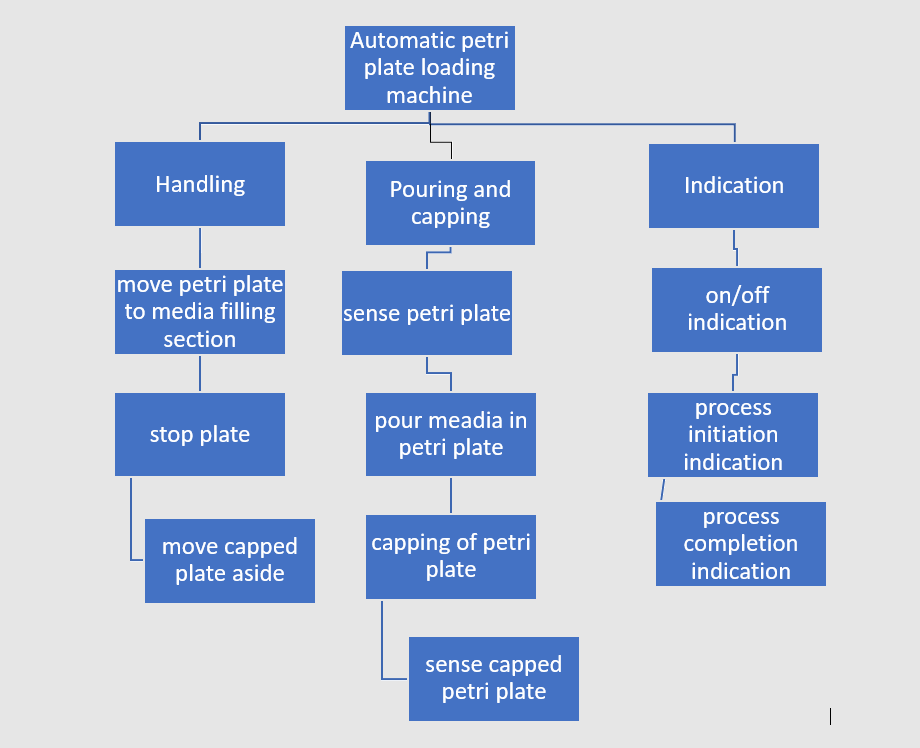 Automatic petri
plate loading
machine
Handling
move petri plate
to media filling
section
stop plate
move capped
plate aside
Pouring and
capping
sense petri plate
pour meadia in
petri plate
capping of petri
plate
sense capped
petri plate
Indication
on/off
indication
process
initiation
indication
process
completion
indication